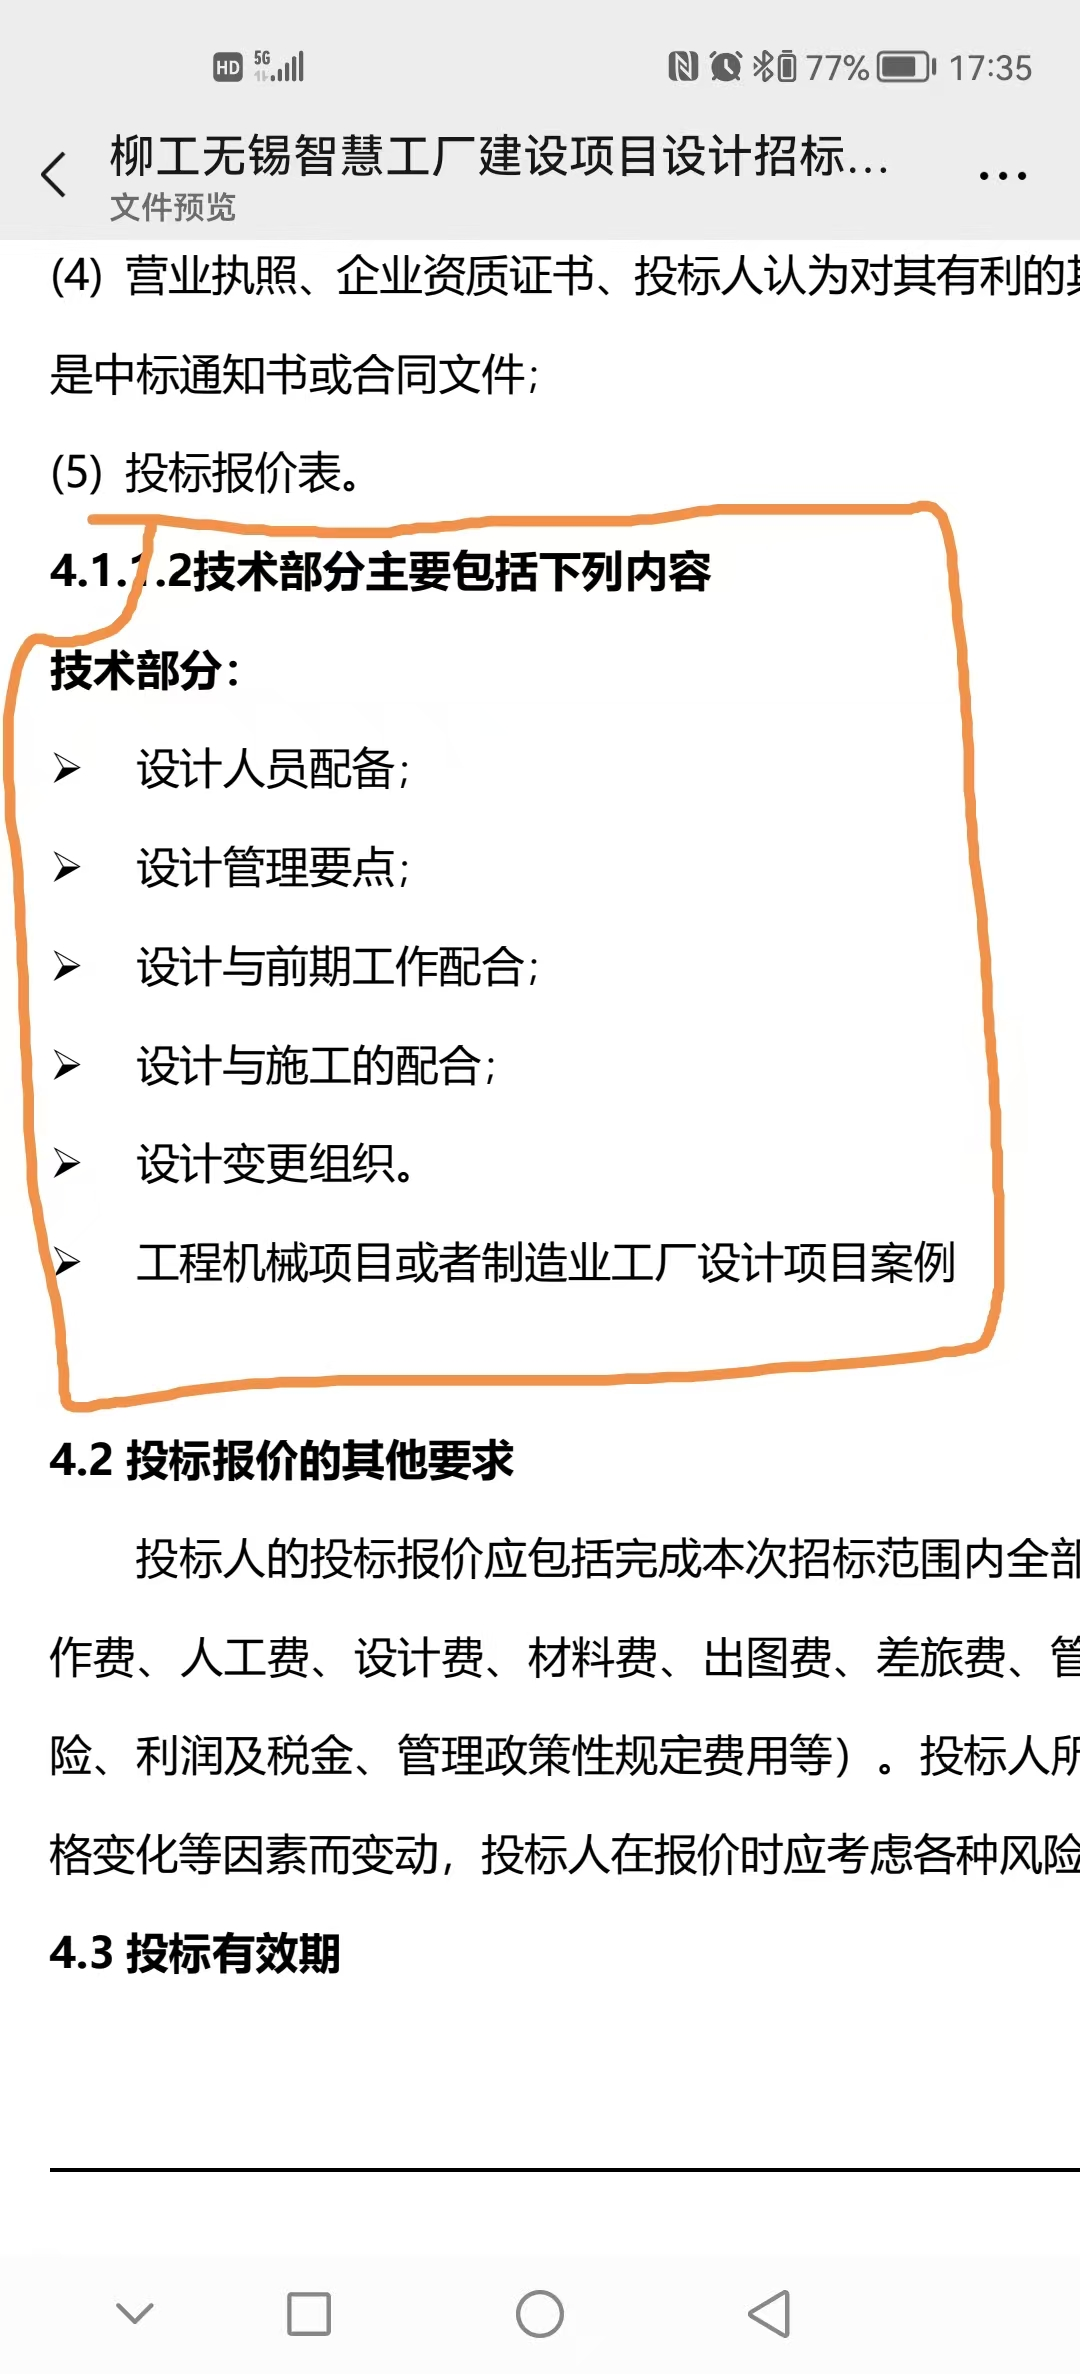 HD 5G 77% 17:35
柳工无锡智慧工厂建设项目设计招标...
文件预览
(4) 营业执照、企业资质证书、投标人认为对其有利的
是中标通知书或合同文件；
(5) 投标报价表。
4.1.1.2技术部分主要包括下列内容
技术部分：
➢ 设计人员配备；
➢ 设计管理要点；
➢ 设计与前期工作配合；
➢ 设计与施工的配合；
➢ 设计变更组织。
➢ 工程机械项目或者制造业工厂设计项目案例
4.2 投标报价的其他要求
投标人的投标报价应包括完成本次招标范围内全部
作费、人工费、设计费、材料费、出图费、差旅费、管
险、利润及税金、管理政策性规定费用等）。投标人所
格变化等因素而变动，投标人在报价时应考虑各种风险
4.3 投标有效期